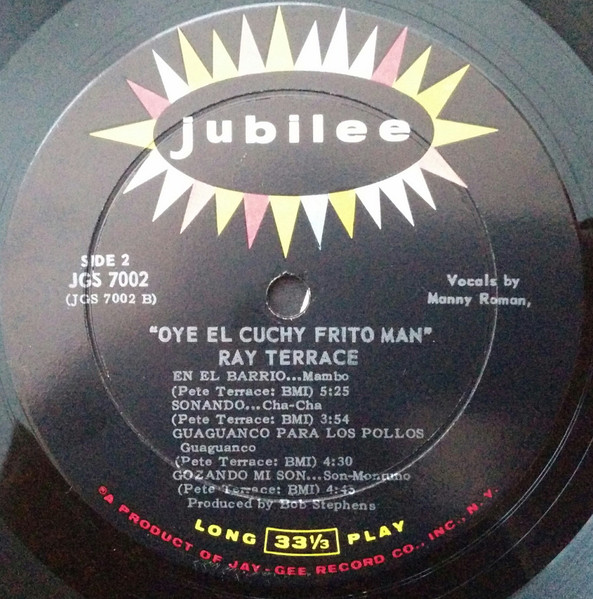 jubilee
SIDE 2
JGS 7002
(JGS 7002 B)
Vocals by
Manny Roman,
"OYE EL CUCHY FRITO MAN"
RAY TERRACE
EN EL BARRIO...Mambo
(Pete Terrace: BMI) 5:25
SONANDO...Cha-Cha
(Pete Terrace: BMI) 3:54
GUAGUANCO PARA LOS POLLOS
Guaguanco
(Pete Terrace: BMI) 4:30
GOZANDO MI SON...Son-Montuno
(Pete Terrace: BMI) 4:45
Produced by Bob Stephens
LONG 33⅓ PLAY
®A PRODUCT OF JAY-GEE RECORD CO., INC., N.Y.